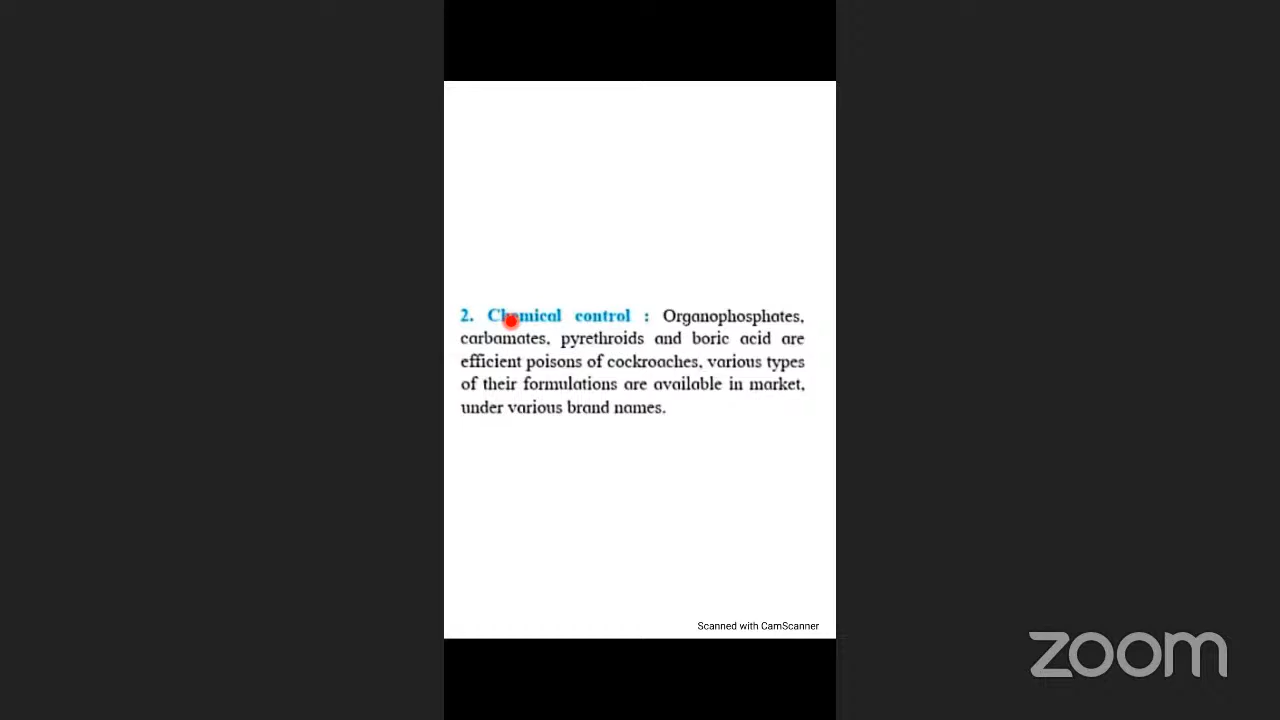 2. Chemical control : Organophosphates,
carbamates, pyrethroids and boric acid are
efficient poisons of cockroaches, various types
of their formulations are available in market,
under various brand names.
Scanned with CamScanner
zoom